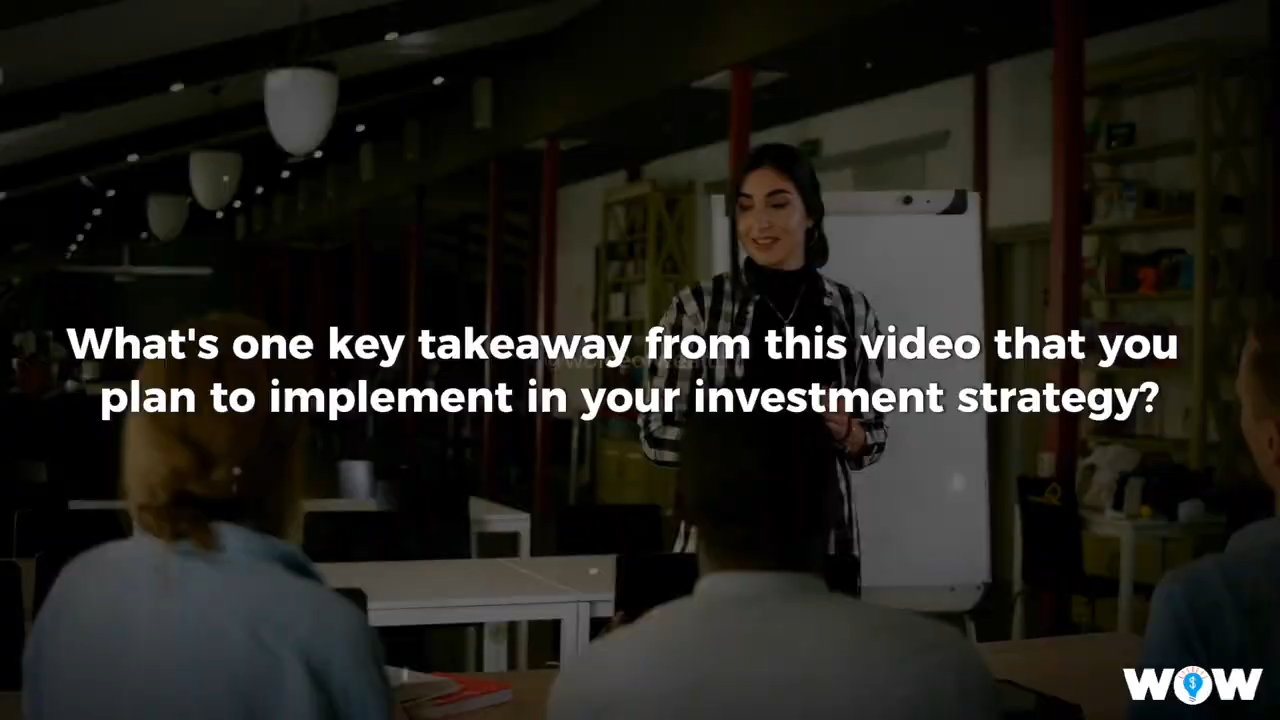 What's one key takeaway from this video that you
plan to implement in your investment strategy?
WOW